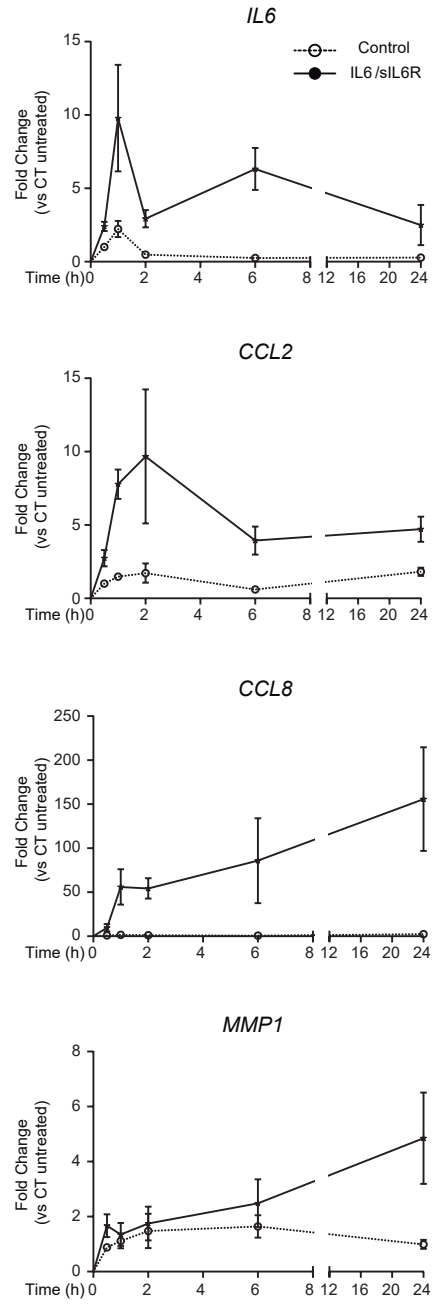 IL6
Control
IL6/sIL6R
Fold Change
(vs CT untreated)
15
10
5
0
Time (h) 0 2 4 6 8 12 16 20 24
CCL2
Fold Change
(vs CT untreated)
15
10
5
0
Time (h) 0 2 4 6 8 12 16 20 24
CCL8
Fold Change
(vs CT untreated)
250
200
150
100
50
0
Time (h) 0 2 4 6 8 12 16 20 24
MMP1
Fold Change
(vs CT untreated)
8
6
4
2
0
Time (h) 0 2 4 6 8 12 16 20 24